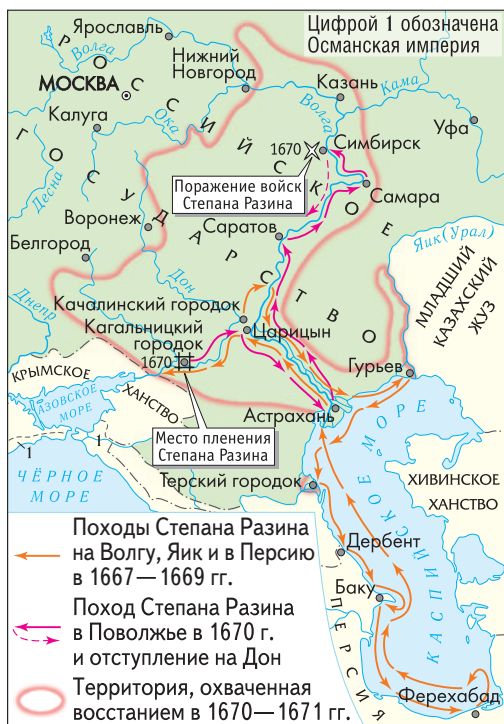 Цифрой 1 обозначена
Османская империя
Ярославль
Волга
РОССИЙСКОЕ
ГОСУДАРСТВО
Нижний
Новгород
МОСКВА
Казань
Кама
Волга
Калуга
Ока
Уфа
1670
Симбирск
Десна
Поражение войск
Степана Разина
Самара
Воронеж
Саратов
Белгород
Яик (Урал)
Дон
МЛАДШИЙ
КАЗАХСКИЙ
ЖУЗ
Днепр
Качалинский городок
Кагальницкий
городок
Царицын
1670
Гурьев
КРЫМСКОЕ
ХАНСТВО
АЗОВСКОЕ
МОРЕ
Астрахань
Место пленения
Степана Разина
1
1
ЧЁРНОЕ
МОРЕ
Терский городок
ХИВИНСКОЕ
ХАНСТВО
КАСПИЙСКОЕ МОРЕ
Дербент
Баку
ПЕРСИЯ
Ферехабад
Походы Степана Разина
на Волгу, Яик и в Персию
в 1667—1669 гг.
Поход Степана Разина
в Поволжье в 1670 г.
и отступление на Дон
Территория, охваченная
восстанием в 1670—1671 гг.